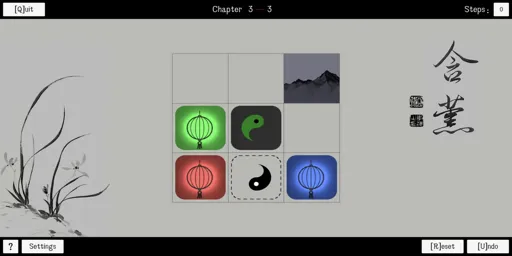 [Q]uit
Chapter 3 — 3
Steps: 0
含薰
?
Settings
[R]eset
[U]ndo